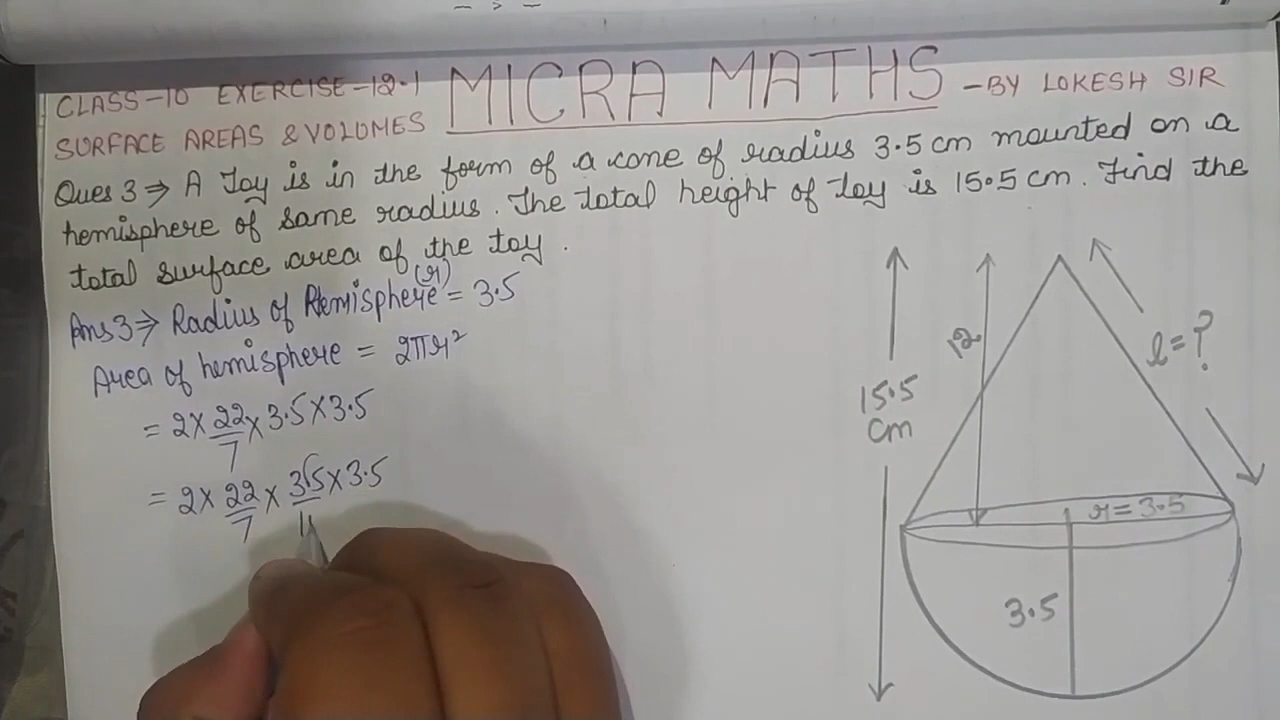 CLASS-10 EXERCISE-12.1 MICRA MATHS -BY LOKESH SIR
SURFACE AREAS & VOLUMES
Ques 3 ⇒ A Toy is in the form of a cone of radius 3.5 cm mounted on a
hemisphere of same radius. The total height of toy is 15.5 cm. Find the
total surface area of the toy.
Ans 3 ⇒ Radius of Hemisphere (r) = 3.5
Area of hemisphere = 2πr²
= 2 × 22/7 × 3.5 × 3.5
= 2 × 22/7 ×
× 3.5
15.5
cm
12
l = ?
r = 3.5
3.5